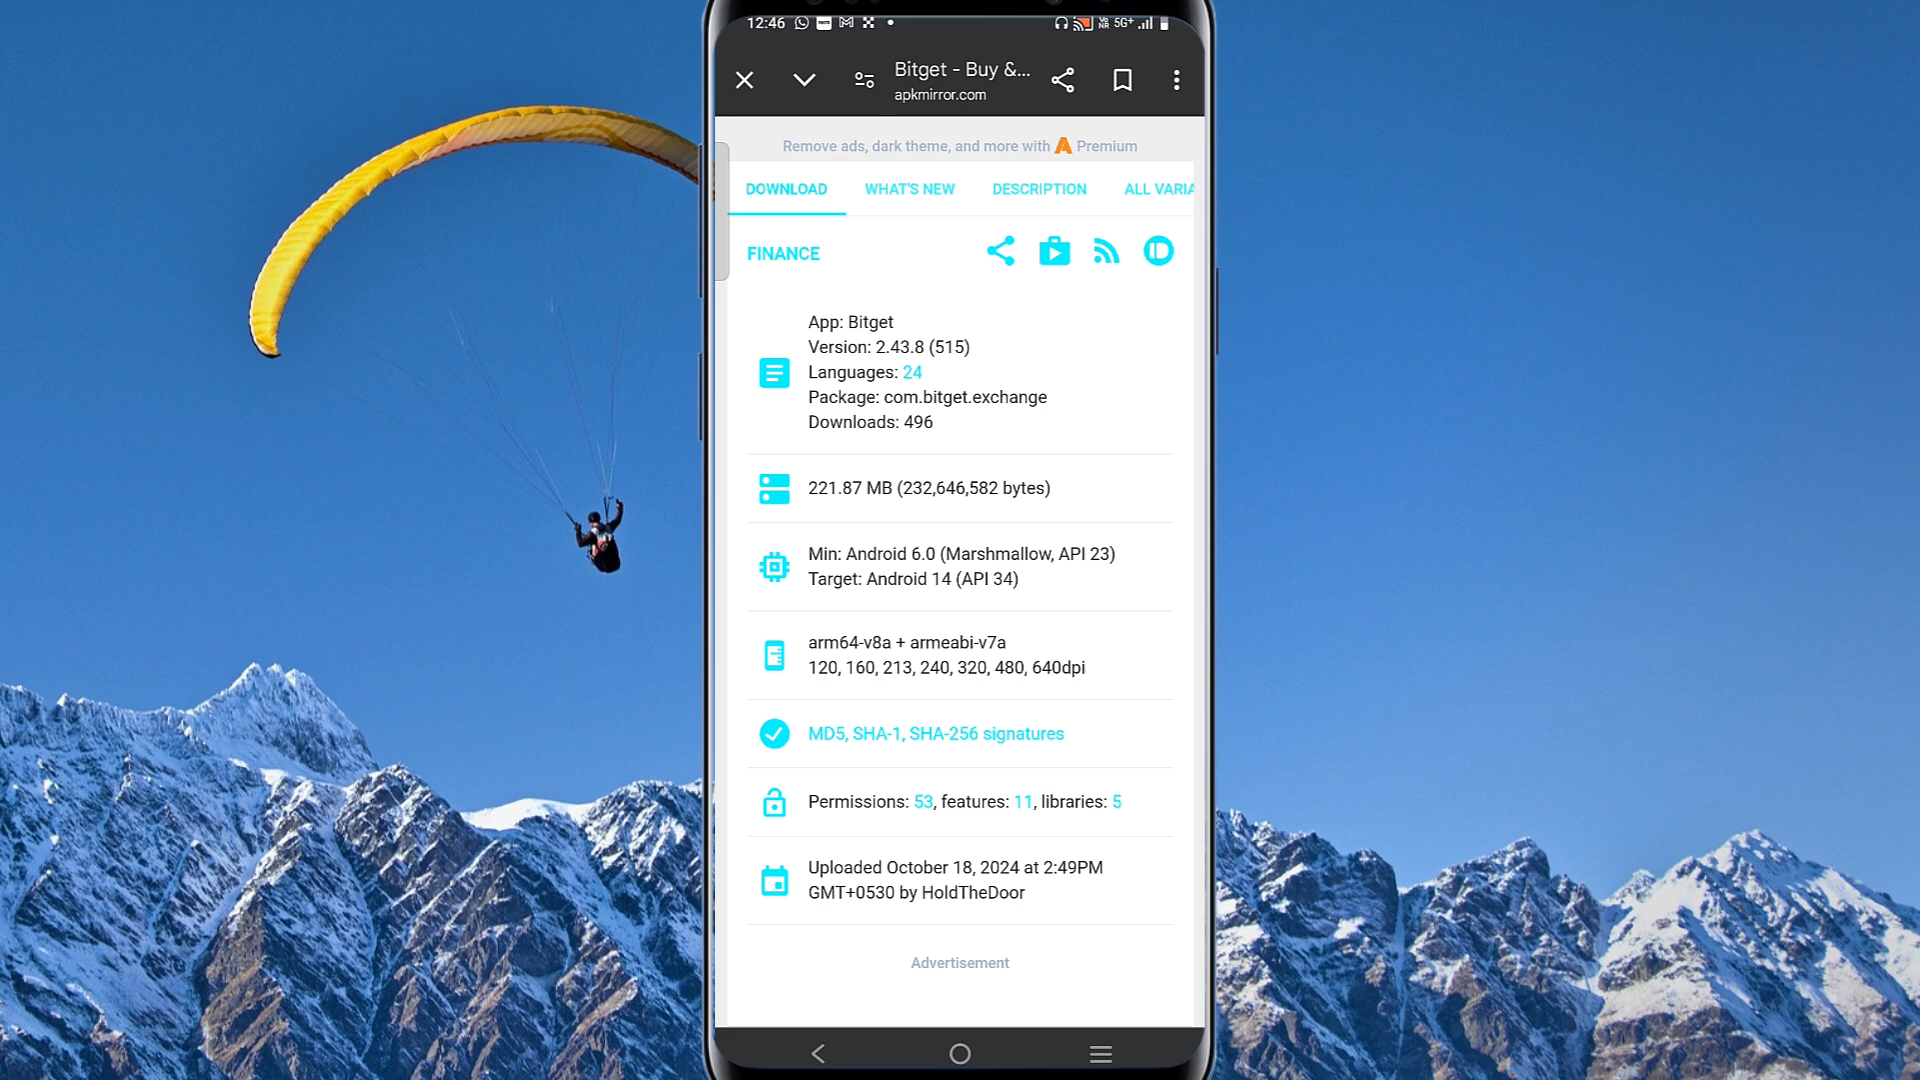 12:46
5G+
Bitget - Buy &...
apkmirror.com
Remove ads, dark theme, and more with Premium
DOWNLOAD WHAT'S NEW DESCRIPTION ALL VARIA
FINANCE
App: Bitget
Version: 2.43.8 (515)
Languages: 24
Package: com.bitget.exchange
Downloads: 496
221.87 MB (232,646,582 bytes)
Min: Android 6.0 (Marshmallow, API 23)
Target: Android 14 (API 34)
arm64-v8a + armeabi-v7a
120, 160, 213, 240, 320, 480, 640dpi
MD5, SHA-1, SHA-256 signatures
Permissions: 53, features: 11, libraries: 5
Uploaded October 18, 2024 at 2:49PM
GMT+0530 by HoldTheDoor
Advertisement